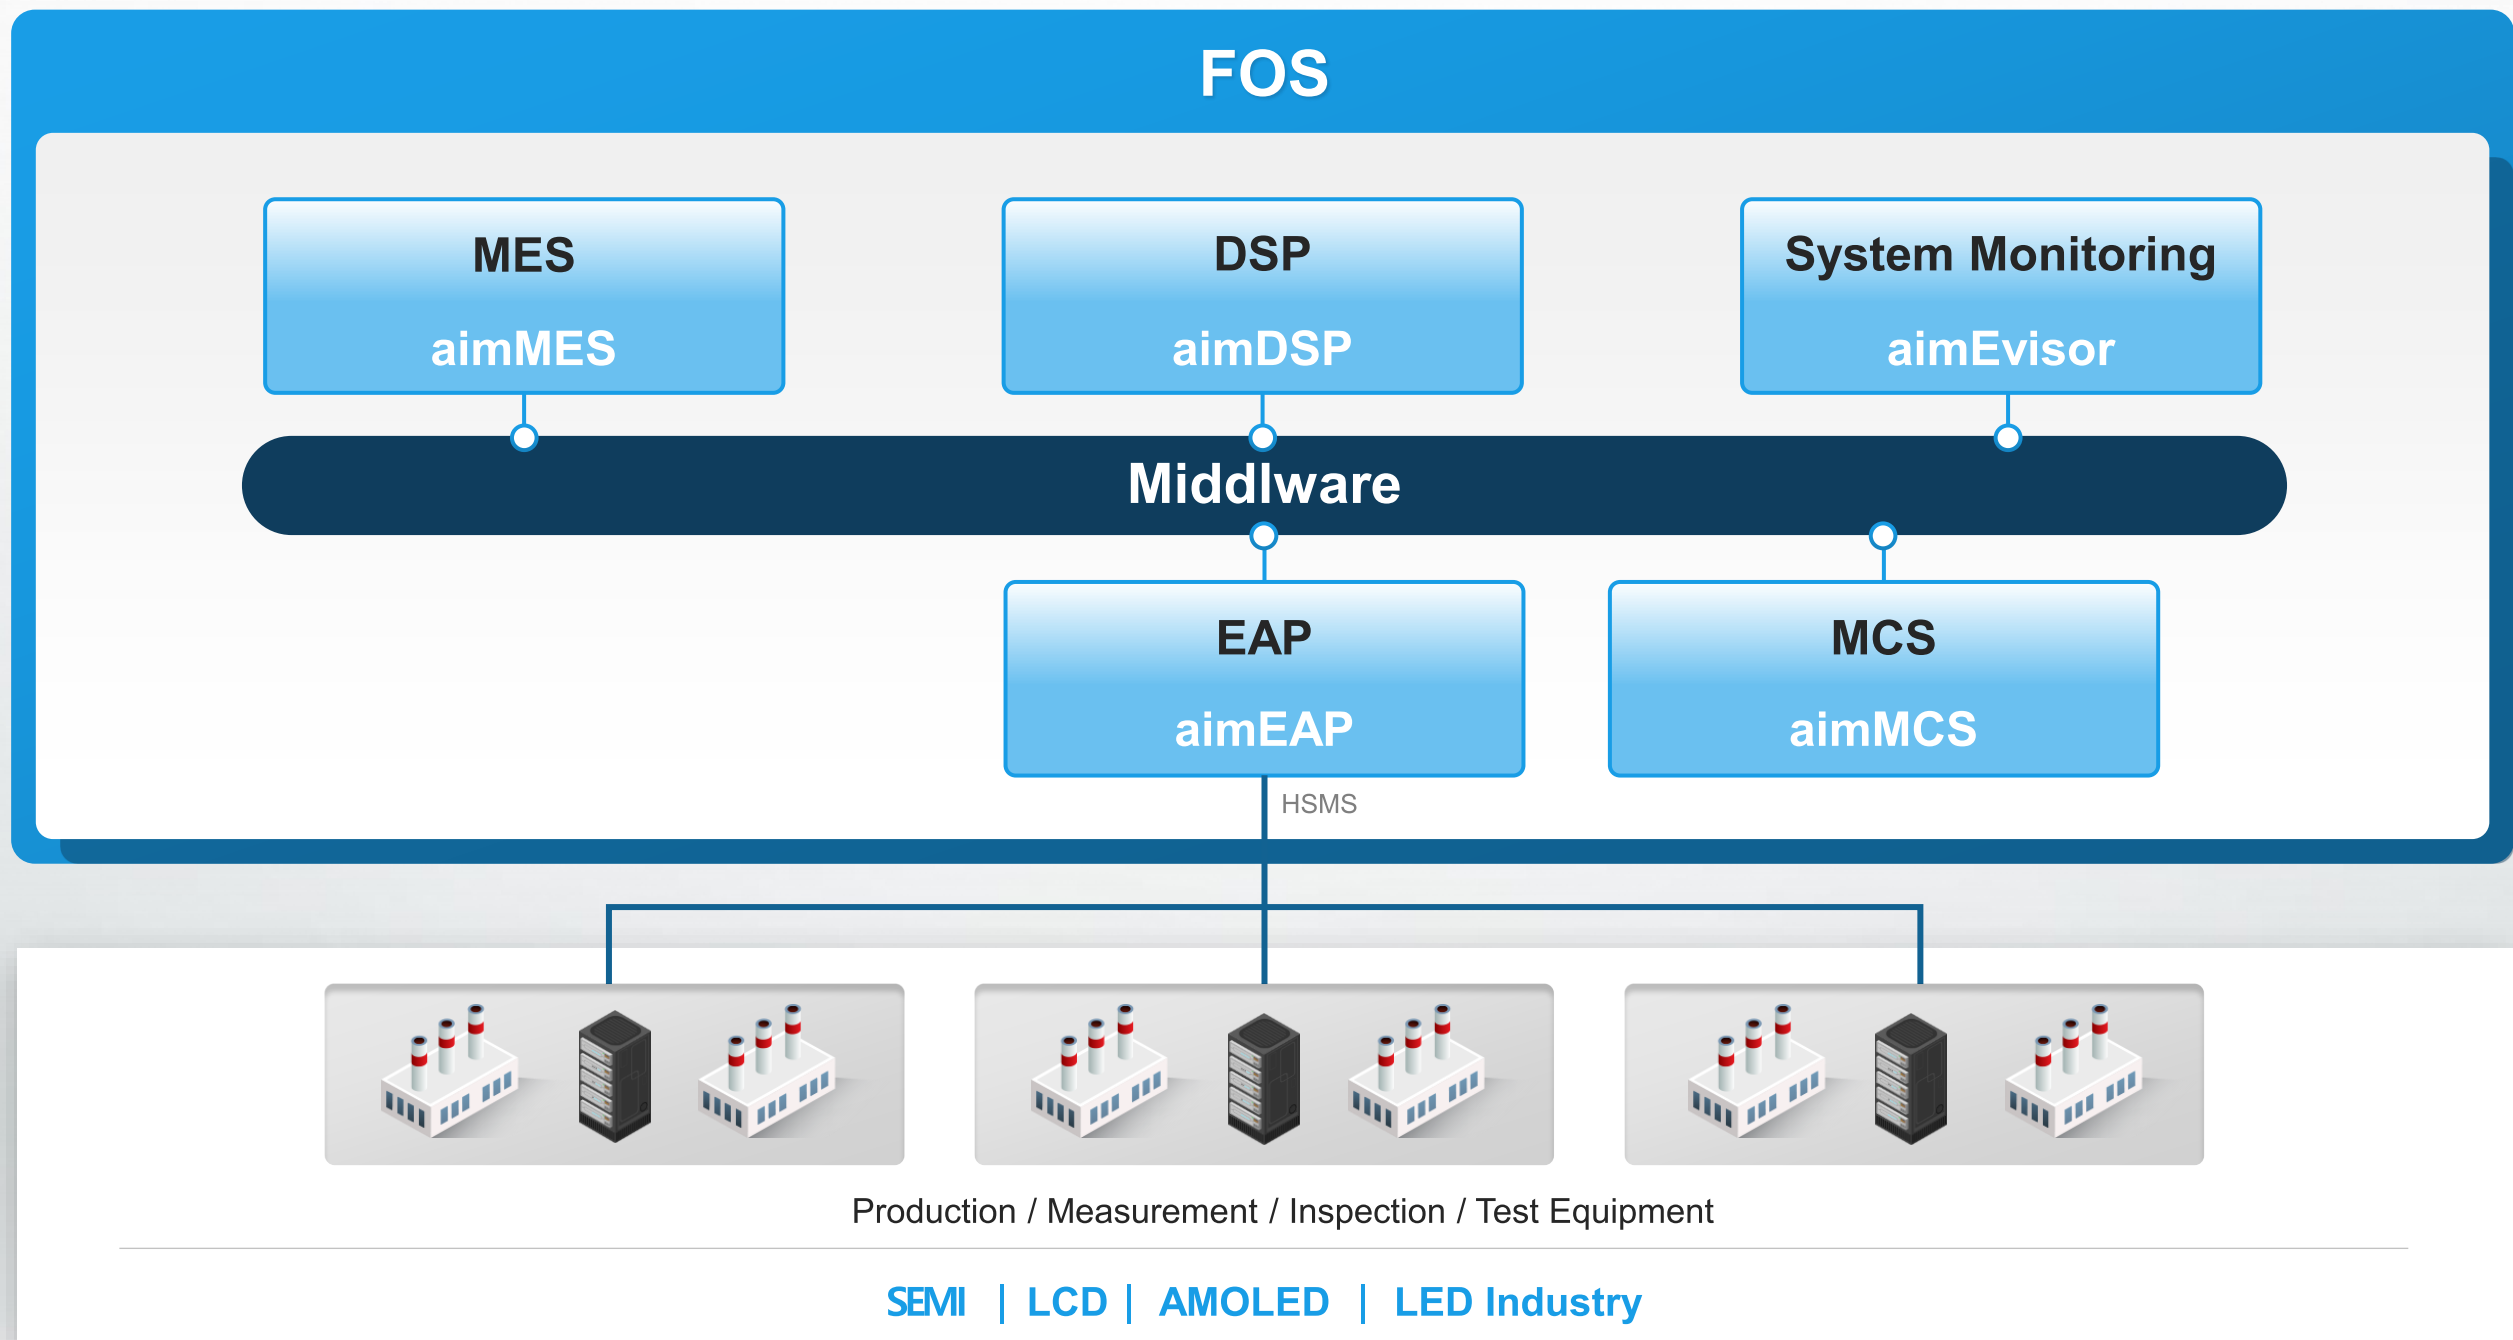 FOS
MES
aimMES
DSP
aimDSP
System Monitoring
aimEvisor
Middlware
EAP
aimEAP
MCS
aimMCS
HSMS
Production / Measurement / Inspection / Test Equipment
SEMI | LCD | AMOLED | LED Industry